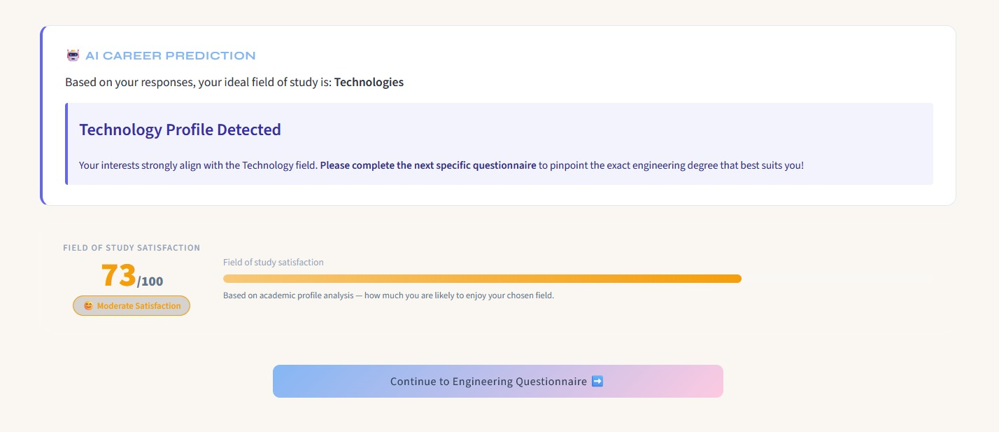 AI CAREER PREDICTION
Based on your responses, your ideal field of study is: Technologies
Technology Profile Detected
Your interests strongly align with the Technology field. Please complete the next specific questionnaire to pinpoint the exact engineering degree that best suits you!
FIELD OF STUDY SATISFACTION
73/100
Moderate Satisfaction
Field of study satisfaction
Based on academic profile analysis — how much you are likely to enjoy your chosen field.
Continue to Engineering Questionnaire